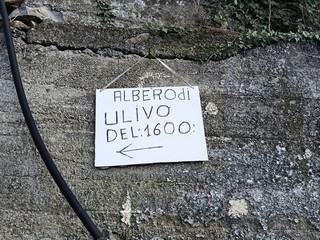 ALBERO di
ULIVO
DEL:1600:
←